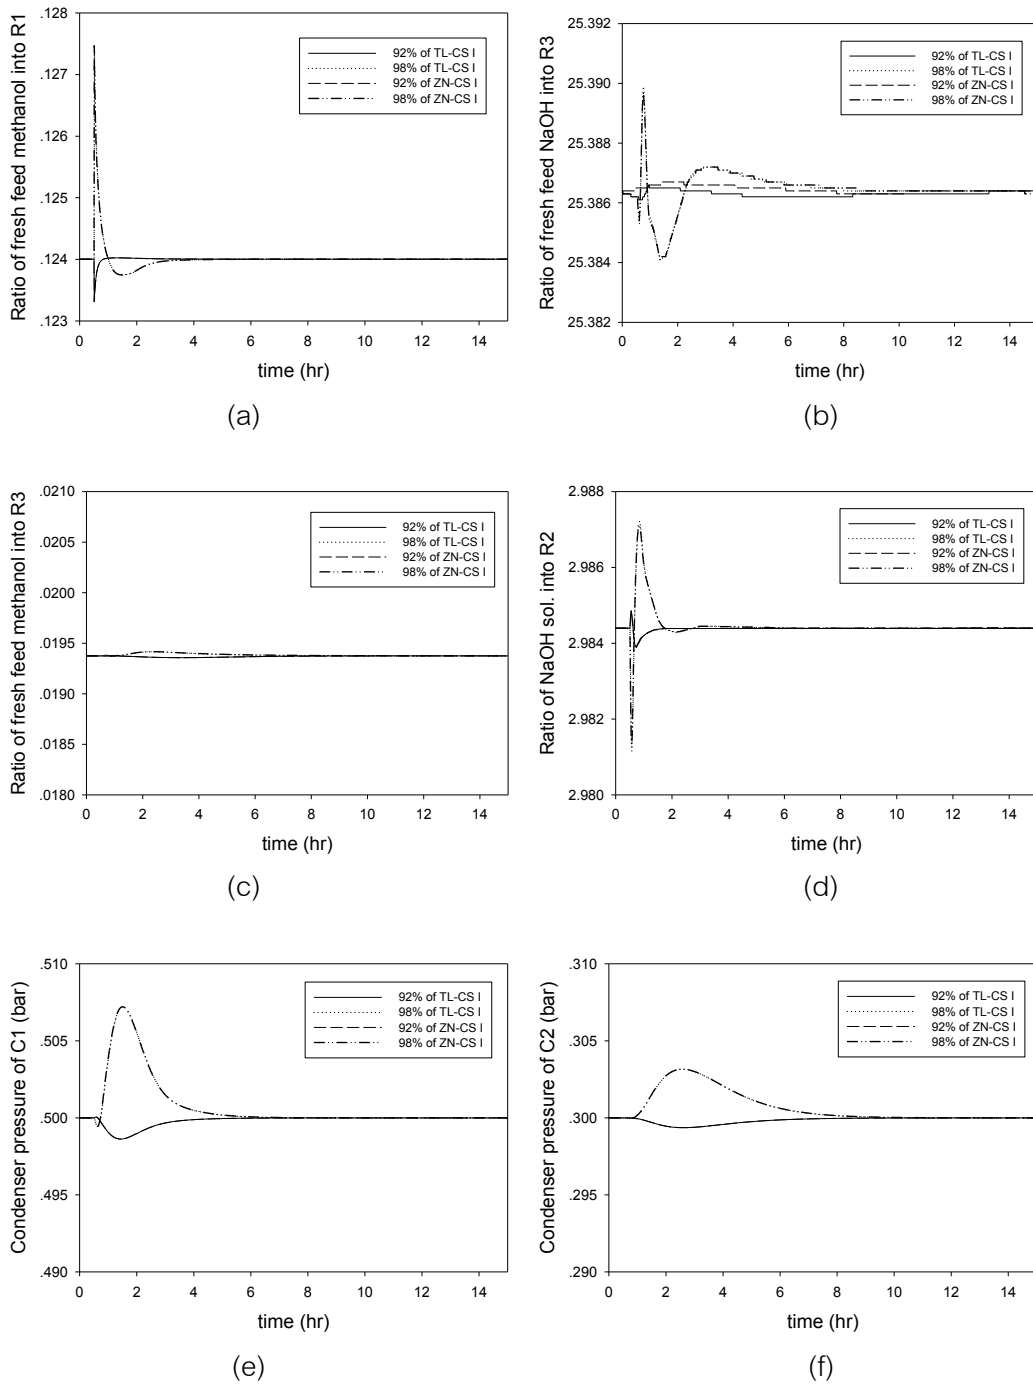 Ratio of fresh feed methanol into R1
.128
.127
.126
.125
.124
.123
92% of TL-CS I
98% of TL-CS I
92% of ZN-CS I
98% of ZN-CS I
0 2 4 6 8 10 12 14
time (hr)
(a)
Ratio of fresh feed NaOH into R3
25.392
25.390
25.388
25.386
25.384
25.382
92% of TL-CS I
98% of TL-CS I
92% of ZN-CS I
98% of ZN-CS I
0 2 4 6 8 10 12 14
time (hr)
(b)
Ratio of fresh feed methanol into R3
.0210
.0205
.0200
.0195
.0190
.0185
.0180
92% of TL-CS I
98% of TL-CS I
92% of ZN-CS I
98% of ZN-CS I
0 2 4 6 8 10 12 14
time (hr)
(c)
Ratio of NaOH sol. into R2
2.988
2.986
2.984
2.982
2.980
92% of TL-CS I
98% of TL-CS I
92% of ZN-CS I
98% of ZN-CS I
0 2 4 6 8 10 12 14
time (hr)
(d)
Condenser pressure of C1 (bar)
.510
.505
.500
.495
.490
92% of TL-CS I
98% of TL-CS I
92% of ZN-CS I
98% of ZN-CS I
0 2 4 6 8 10 12 14
time (hr)
(e)
Condenser pressure of C2 (bar)
.310
.305
.300
.295
.290
92% of TL-CS I
98% of TL-CS I
92% of ZN-CS I
98% of ZN-CS I
0 2 4 6 8 10 12 14
time (hr)
(f)